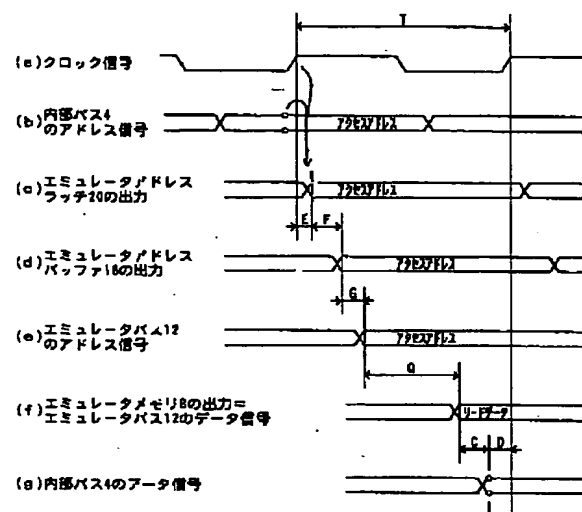 T
(a)クロック信号
(b)内部バス4
のアドレス信号
アクセスアドレス
(c)エミュレータアドレス
ラッチ20の出力
アクセスアドレス
E F
(d)エミュレータアドレス
バッファ18の出力
アクセスアドレス
G
(e)エミュレータバス12
のアドレス信号
アクセスアドレス
Q
(f)エミュレータメモリ8の出力=
エミュレータバス12のデータ信号
リードデータ
C D
(g)内部バス4のアータ信号